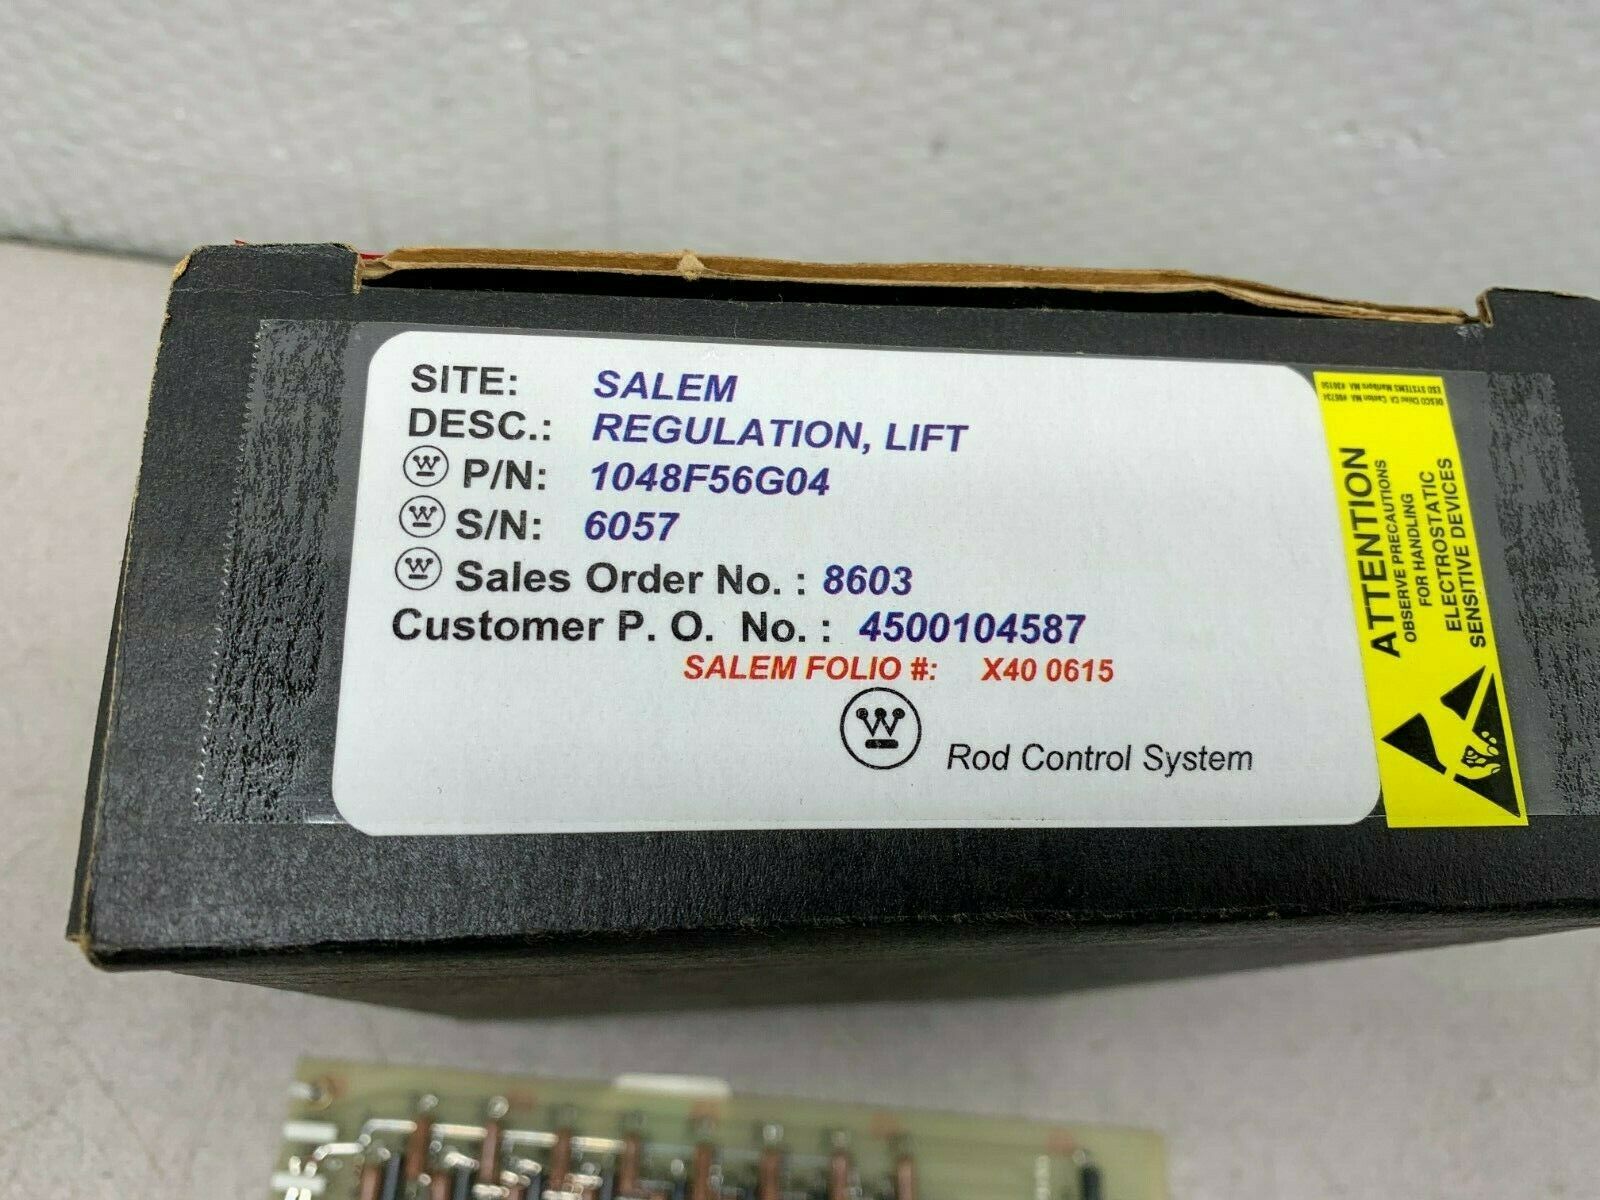 SITE: SALEM
DESC.: REGULATION, LIFT
W P/N: 1048F56G04
W S/N: 6057
W Sales Order No. : 8603
Customer P. O. No. : 4500104587
SALEM FOLIO #: X40 0615
W Rod Control System
ATTENTION
OBSERVE PRECAUTIONS
FOR HANDLING
ELECTROSTATIC
SENSITIVE DEVICES